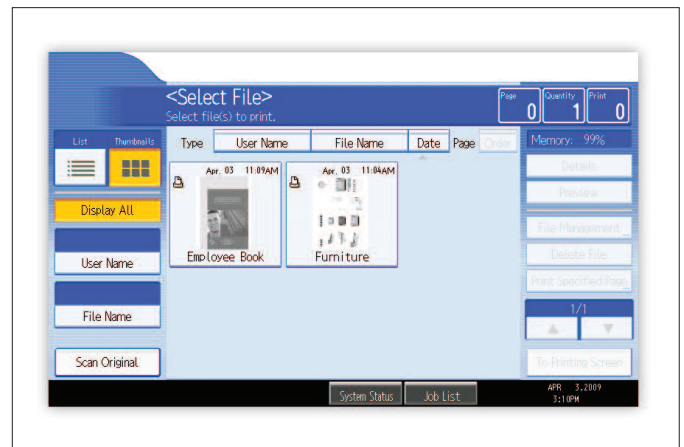 <Select File>
Select file(s) to print.
Page 0
Quantity 1
Print 0
List Thumbnails
Type User Name File Name Date Page Order
Memory: 99%
Apr. 03 11:09AM
Apr. 03 11:04AM
Details
Preview
Display All
File Management
User Name
Employee Book
Furniture
Delete File
Print Specified Page
File Name
1/1
Scan Original
To Printing Screen
System Status
Job List
APR 3,2009
3:10PM